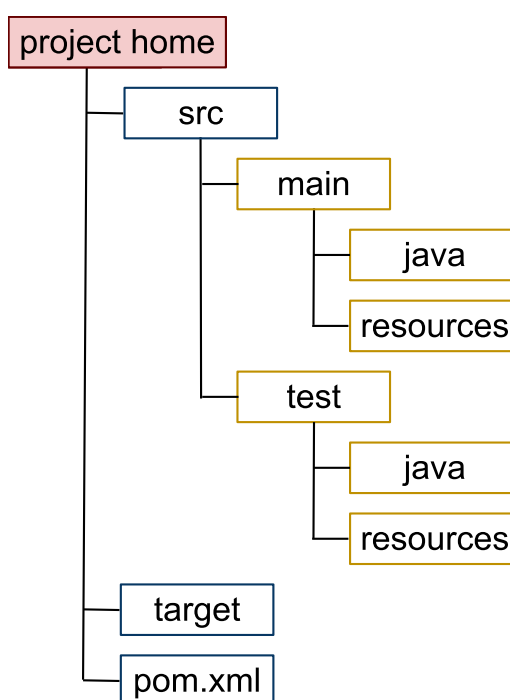 project home
src
main
java
resources
test
java
resources
target
pom.xml